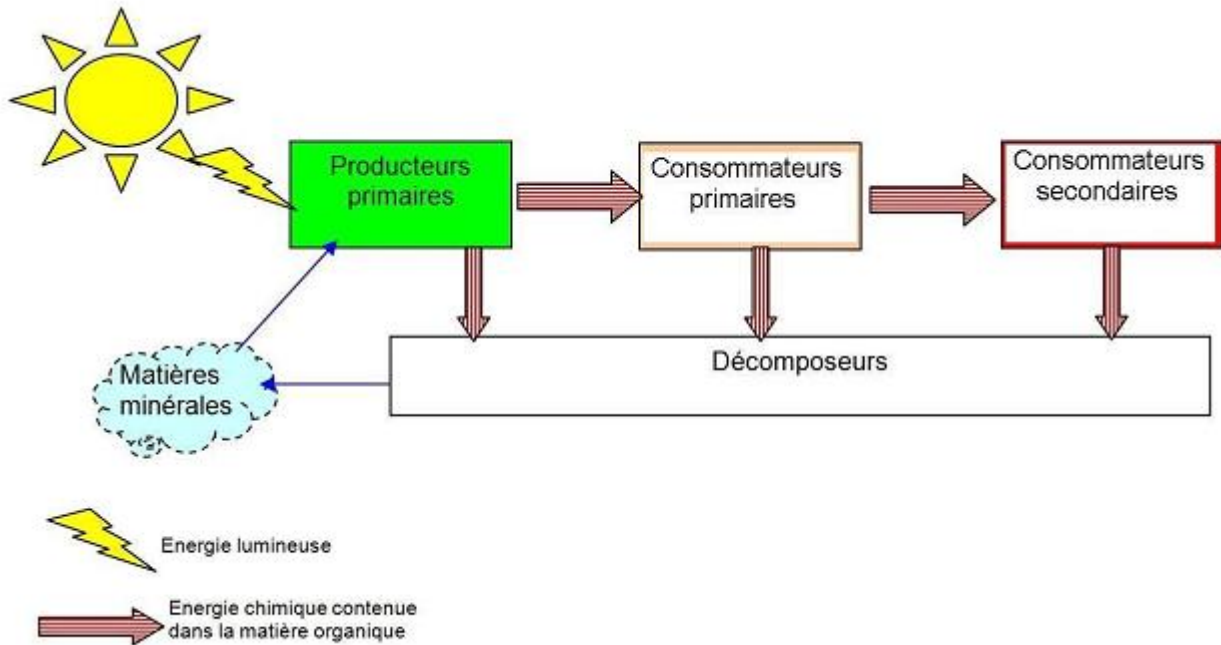 Producteurs
primaires
Consommateurs
primaires
Consommateurs
secondaires
Décomposeurs
Matières
minérales
Energie lumineuse
Energie chimique contenue
dans la matière organique